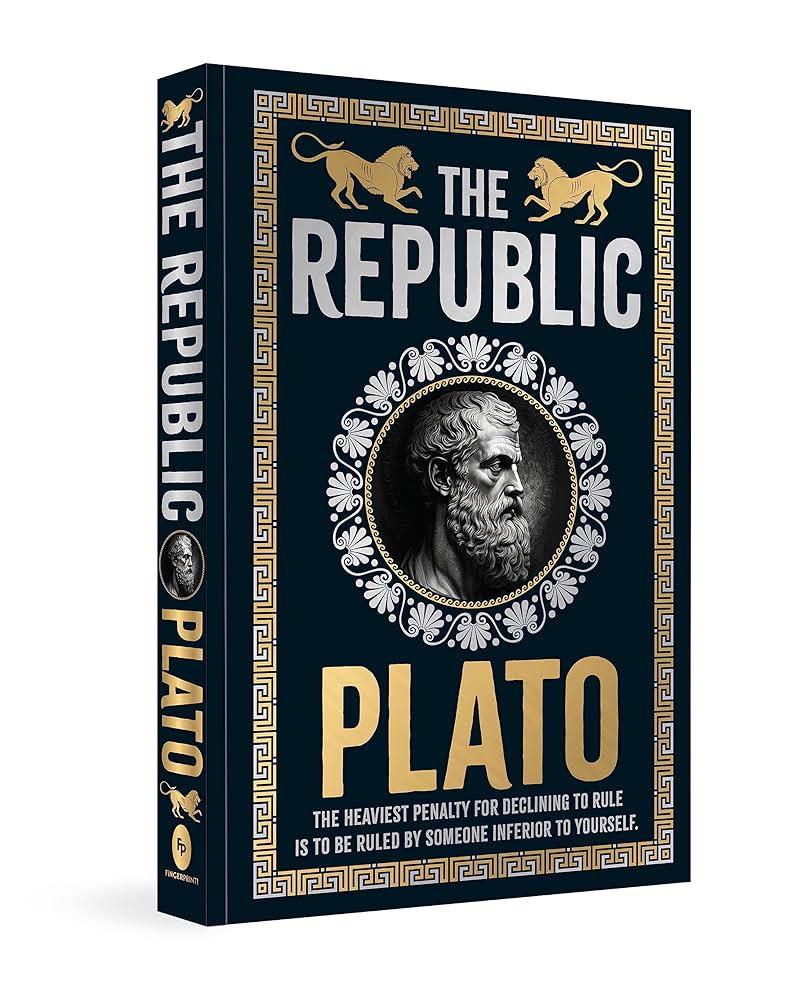 THE REPUBLIC
PLATO
FP
FiNGERPRINT!
THE
REPUBLIC
PLATO
THE HEAVIEST PENALTY FOR DECLINING TO RULE
IS TO BE RULED BY SOMEONE INFERIOR TO YOURSELF.